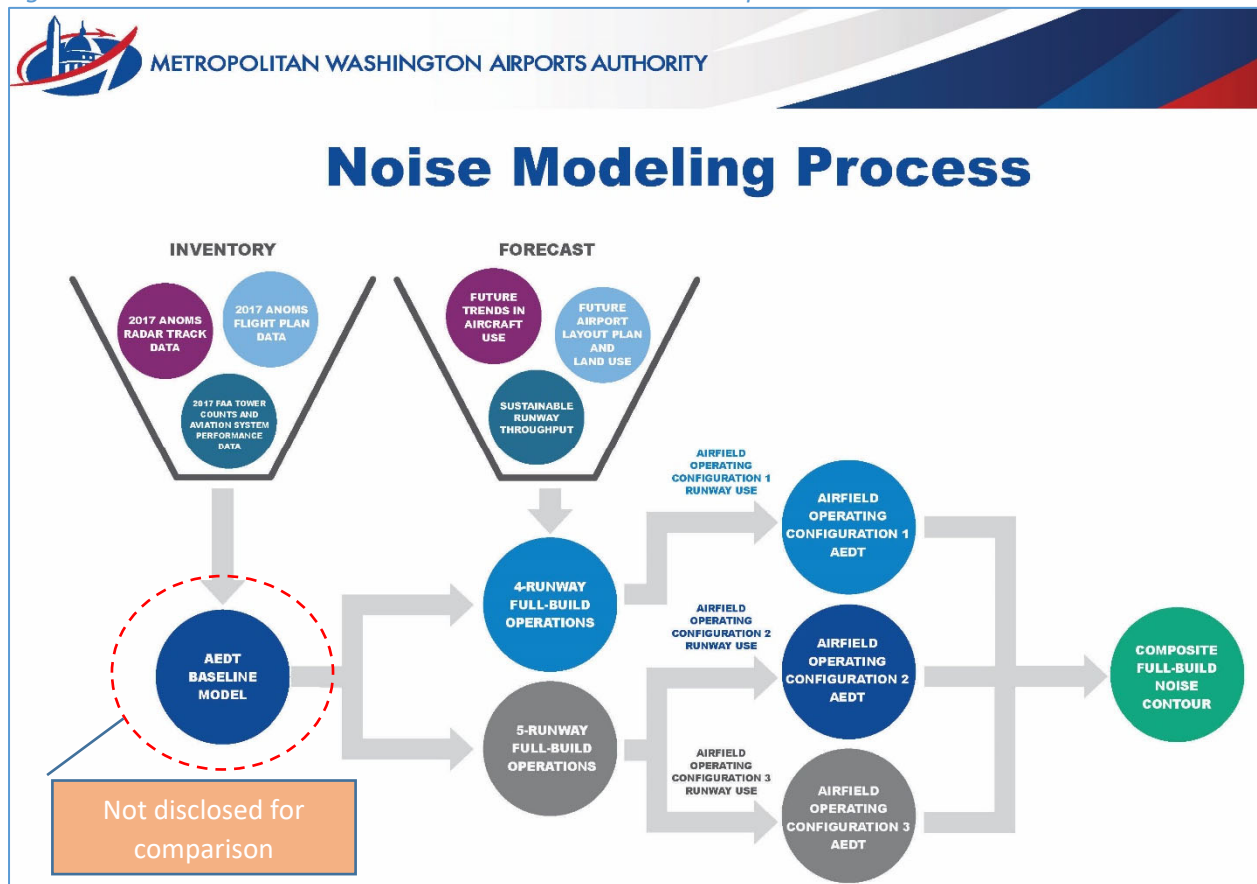 METROPOLITAN WASHINGTON AIRPORTS AUTHORITY
Noise Modeling Process
INVENTORY
2017 ANOMS
RADAR TRACK
DATA
2017 ANOMS
FLIGHT PLAN
DATA
2017 FAA TOWER
COUNTS AND
AVIATION SYSTEM
PERFORMANCE
DATA
FORECAST
FUTURE
TRENDS IN
AIRCRAFT
USE
FUTURE
AIRPORT
LAYOUT PLAN
AND
LAND USE
SUSTAINABLE
RUNWAY
THROUGHPUT
AEDT
BASELINE
MODEL
Not disclosed for
comparison
4-RUNWAY
FULL-BUILD
OPERATIONS
5-RUNWAY
FULL-BUILD
OPERATIONS
AIRFIELD
OPERATING
CONFIGURATION 1
RUNWAY USE
AIRFIELD
OPERATING
CONFIGURATION 1
AEDT
AIRFIELD
OPERATING
CONFIGURATION 2
RUNWAY USE
AIRFIELD
OPERATING
CONFIGURATION 2
AEDT
AIRFIELD
OPERATING
CONFIGURATION 3
RUNWAY USE
AIRFIELD
OPERATING
CONFIGURATION 3
AEDT
COMPOSITE
FULL-BUILD
NOISE
CONTOUR